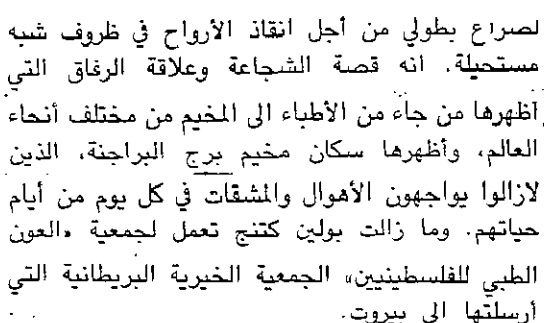 لصراع بطولي من أجل انقاذ الأرواح في ظروف شبه
مستحيلة. انه قصة الشجاعة وعلاقة الرفاق التي
أظهرها من جاء من الأطباء الى المخيم من مختلف أنحاء
العالم، وأظهرها سكان مخيم برج البراجنة، الذين
لازالوا يواجهون الأهوال والمشقات في كل يوم من أيام
حياتهم. وما زالت بولين كتنج تعمل لجمعية «العون
الطبي للفلسطينيين» الجمعية الخيرية البريطانية التي
أرسلتها الى بيروت.